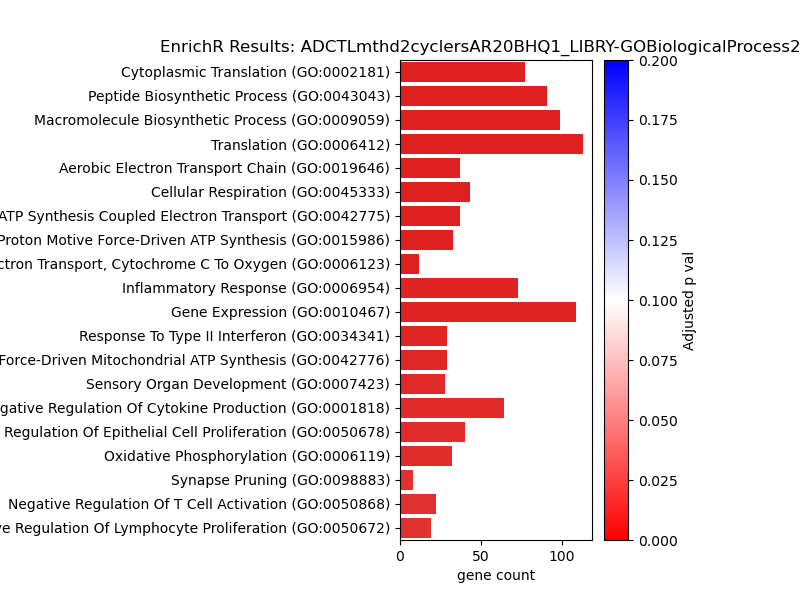 EnrichR Results: ADCTLmthd2cyclersAR20BHQ1_LIBRY-GOBiologicalProcess2
Cytoplasmic Translation (GO:0002181)
Peptide Biosynthetic Process (GO:0043043)
Macromolecule Biosynthetic Process (GO:0009059)
Translation (GO:0006412)
Aerobic Electron Transport Chain (GO:0019646)
Cellular Respiration (GO:0045333)
ATP Synthesis Coupled Electron Transport (GO:0042775)
Proton Motive Force-Driven ATP Synthesis (GO:0015986)
ctron Transport, Cytochrome C To Oxygen (GO:0006123)
Inflammatory Response (GO:0006954)
Gene Expression (GO:0010467)
Response To Type II Interferon (GO:0034341)
Force-Driven Mitochondrial ATP Synthesis (GO:0042776)
Sensory Organ Development (GO:0007423)
gative Regulation Of Cytokine Production (GO:0001818)
Regulation Of Epithelial Cell Proliferation (GO:0050678)
Oxidative Phosphorylation (GO:0006119)
Synapse Pruning (GO:0098883)
Negative Regulation Of T Cell Activation (GO:0050868)
ve Regulation Of Lymphocyte Proliferation (GO:0050672)
0 50 100
gene count
0.200
0.175
0.150
0.125
0.100
0.075
0.050
0.025
0.000
Adjusted p val